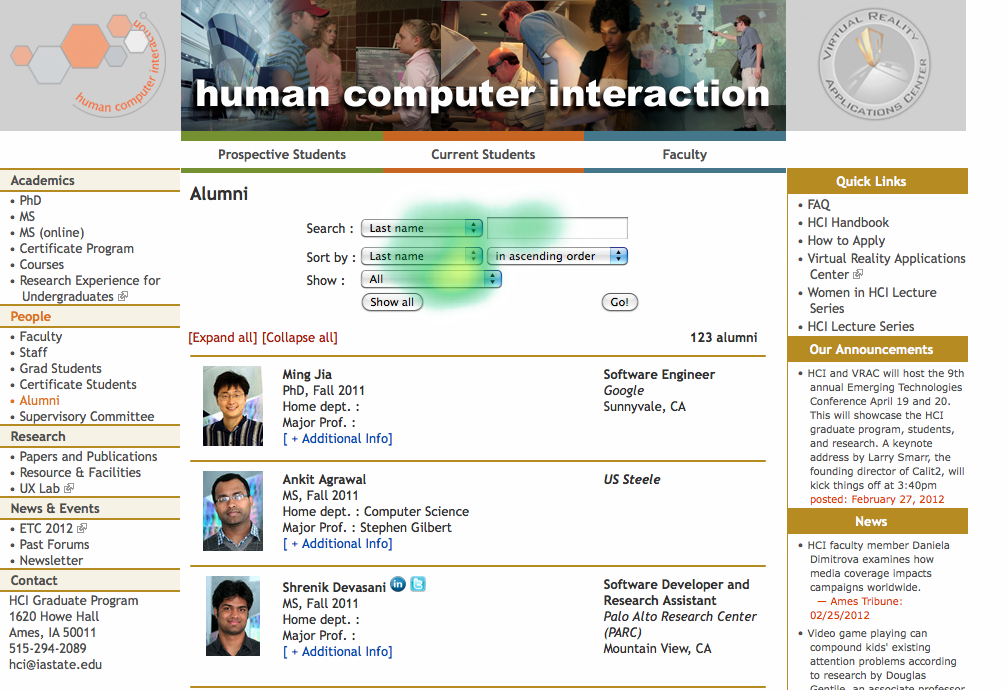 human computer interaction
human computer interaction
VIRTUAL REALITY
APPLICATIONS CENTER
Prospective Students
Current Students
Faculty
Academics
• PhD
• MS
• MS (online)
• Certificate Program
• Courses
• Research Experience for
Undergraduates
People
• Faculty
• Staff
• Grad Students
• Certificate Students
• Alumni
• Supervisory Committee
Research
• Papers and Publications
• Resource & Facilities
• UX Lab
News & Events
• ETC 2012
• Past Forums
• Newsletter
Contact
HCI Graduate Program
1620 Howe Hall
Ames, IA 50011
515-294-2089
hci@iastate.edu
Alumni
Search : Last name
Sort by : Last name in ascending order
Show : All
Show all Go!
[Expand all] [Collapse all] 123 alumni
Ming Jia
PhD, Fall 2011
Home dept. :
Major Prof. :
[ + Additional Info]
Software Engineer
Google
Sunnyvale, CA
Ankit Agrawal
MS, Fall 2011
Home dept. : Computer Science
Major Prof. : Stephen Gilbert
[ + Additional Info]
US Steele
Shrenik Devasani in
MS, Fall 2011
Home dept. :
Major Prof. :
[ + Additional Info]
Software Developer and
Research Assistant
Palo Alto Research Center
(PARC)
Mountain View, CA
Quick Links
• FAQ
• HCI Handbook
• How to Apply
• Virtual Reality Applications
Center
• Women in HCI Lecture
Series
• HCI Lecture Series
Our Announcements
• HCI and VRAC will host the 9th
annual Emerging Technologies
Conference April 19 and 20.
This will showcase the HCI
graduate program, students,
and research. A keynote
address by Larry Smarr, the
founding director of Calit2, will
kick things off at 3:40pm
posted: February 27, 2012
News
• HCI faculty member Daniela
Dimitrova examines how
media coverage impacts
campaigns worldwide.
— Ames Tribune:
02/25/2012
• Video game playing can
compound kids' existing
attention problems according
to research by Douglas
Gentile, an associate professor